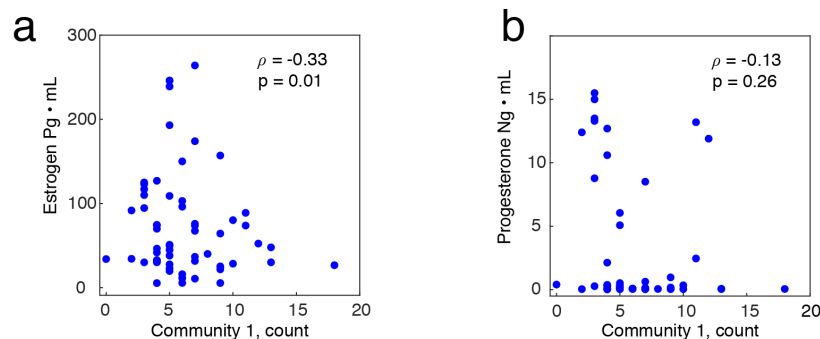 a
300
200
100
0
Estrogen Pg • mL
ρ = -0.33
p = 0.01
0 5 10 15 20
Community 1, count
b
15
10
5
0
Progesterone Ng • mL
ρ = -0.13
p = 0.26
0 5 10 15 20
Community 1, count